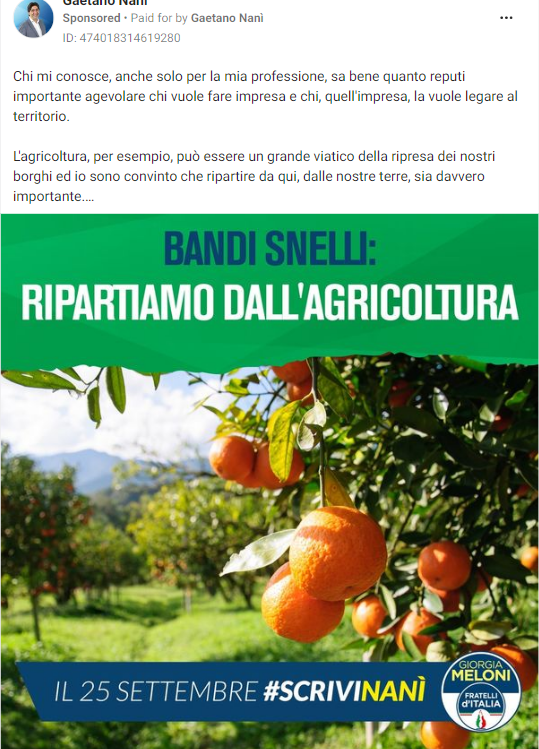 Gaetano Nanì
Sponsored • Paid for by Gaetano Nanì
ID: 474018314619280
Chi mi conosce, anche solo per la mia professione, sa bene quanto reputi
importante agevolare chi vuole fare impresa e chi, quell'impresa, la vuole legare al
territorio.
L'agricoltura, per esempio, può essere un grande viatico della ripresa dei nostri
borghi ed io sono convinto che ripartire da qui, dalle nostre terre, sia davvero
importante....
BANDI SNELLI:
RIPARTIAMO DALL'AGRICOLTURA
IL 25 SETTEMBRE #SCRIVINANÌ
GIORGIA
MELONI
FRATELLI
d'ITALIA